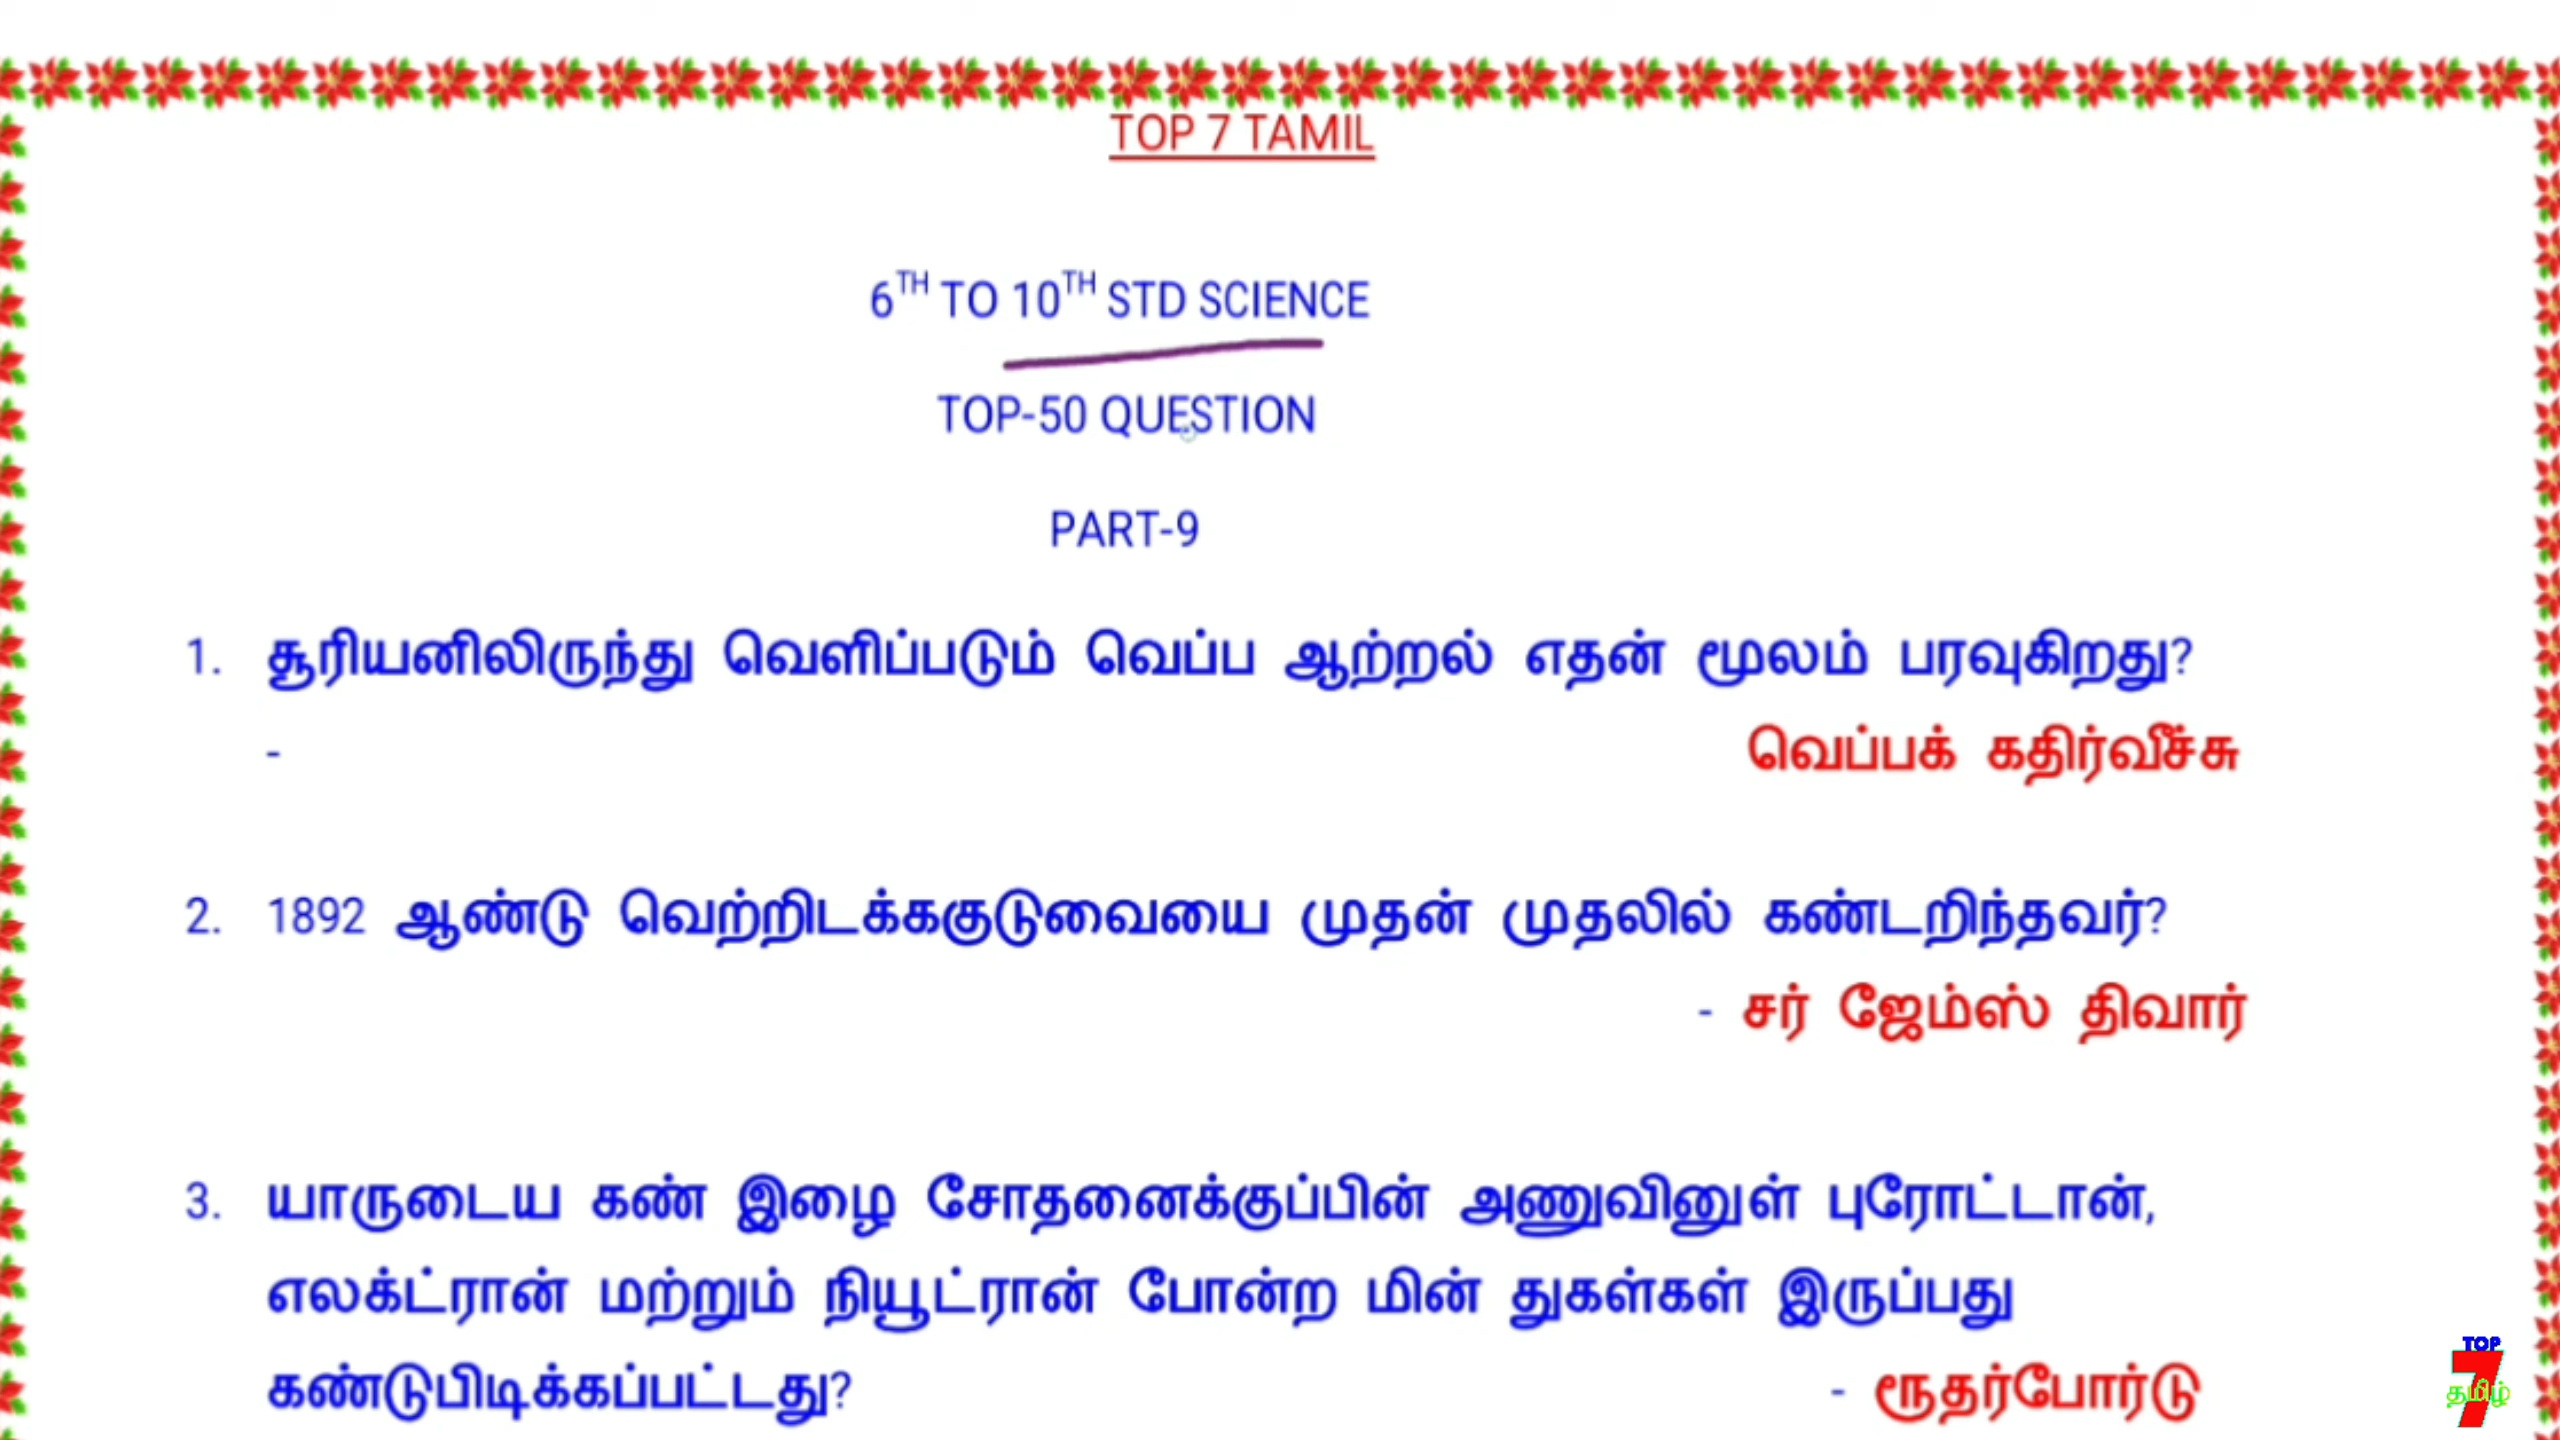 TOP 7 TAMIL
6TH TO 10TH STD SCIENCE
TOP-50 QUESTION
PART-9
1. சூரியனிலிருந்து வெளிப்படும் வெப்ப ஆற்றல் எதன் மூலம் பரவுகிறது?
- வெப்பக் கதிர்வீச்சு
2. 1892 ஆண்டு வெற்றிடக்ககுடுவையை முதன் முதலில் கண்டறிந்தவர்?
- சர் ஜேம்ஸ் திவார்
3. யாருடைய கண் இழை சோதனைக்குப்பின் அணுவினுள் புரோட்டான்,
எலக்ட்ரான் மற்றும் நியூட்ரான் போன்ற மின் துகள்கள் இருப்பது
கண்டுபிடிக்கப்பட்டது? - ரூதர்போர்டு
TOP
7
தமிழ்